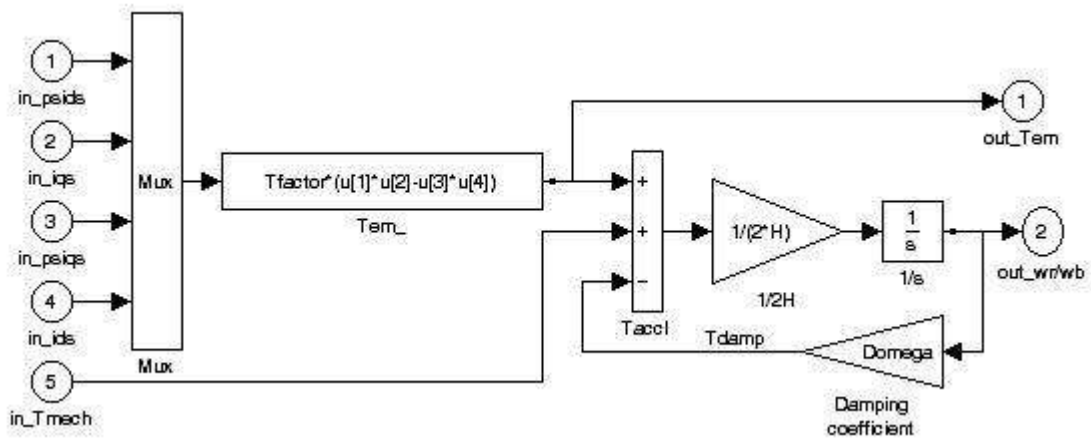 1
in_psids
2
in_iqs
3
in_psiqs
4
in_ids
5
in_Tmech
Mux
Mux
Tfactor*(u[1]*u[2]-u[3]*u[4])
Tem_
+
+
−
Taccl
1/(2*H)
1/2H
1
s
1/s
1
out_Tem
2
out_wr/wb
Tdamp
Domega
Damping
coefficient